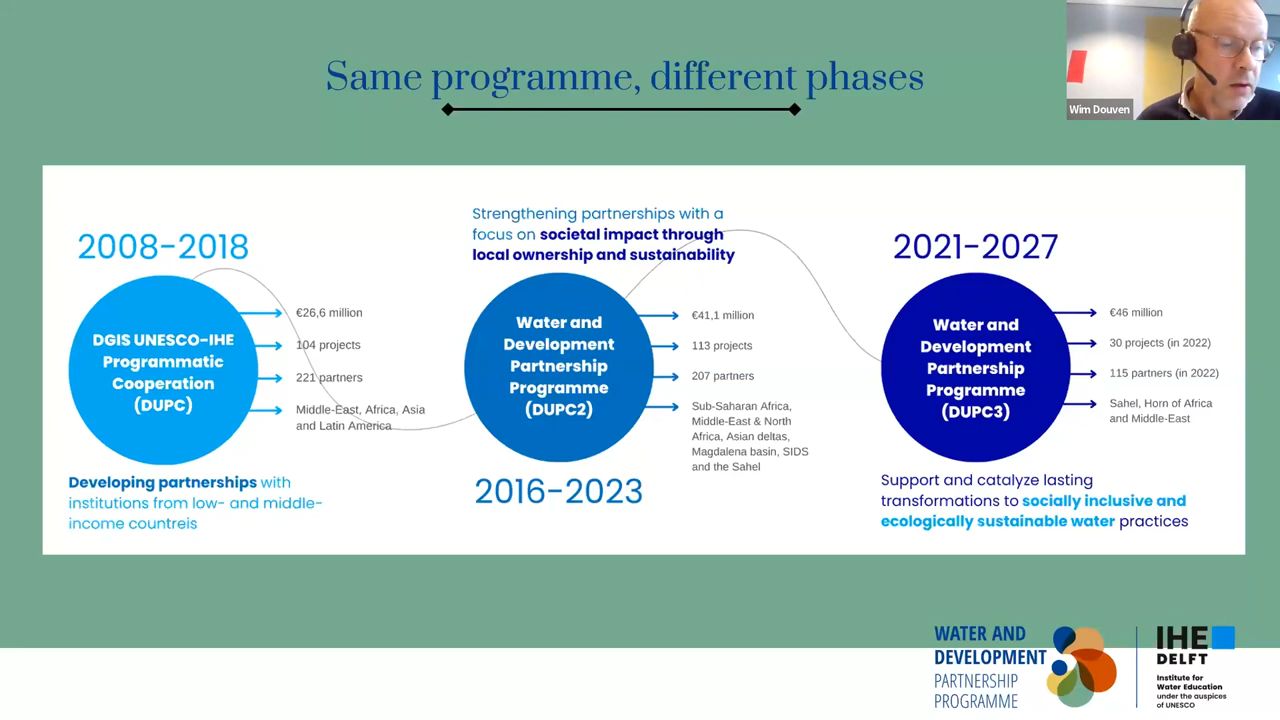 Same programme, different phases
Wim Douven
2008-2018
DGIS UNESCO-IHE
Programmatic
Cooperation
(DUPC)
€26,6 million
104 projects
221 partners
Middle-East, Africa, Asia
and Latin America
Developing partnerships with
institutions from low- and middle-
income countreis
Strengthening partnerships with a
focus on societal impact through
local ownership and sustainability
Water and
Development
Partnership
Programme
(DUPC2)
€41,1 million
113 projects
207 partners
Sub-Saharan Africa,
Middle-East & North
Africa, Asian deltas,
Magdalena basin, SIDS
and the Sahel
2016-2023
2021-2027
Water and
Development
Partnership
Programme
(DUPC3)
€46 million
30 projects (in 2022)
115 partners (in 2022)
Sahel, Horn of Africa
and Middle-East
Support and catalyze lasting
transformations to socially inclusive and
ecologically sustainable water practices
WATER AND
DEVELOPMENT
PARTNERSHIP
PROGRAMME
IHE
DELFT
Institute for
Water Education
under the auspices
of UNESCO